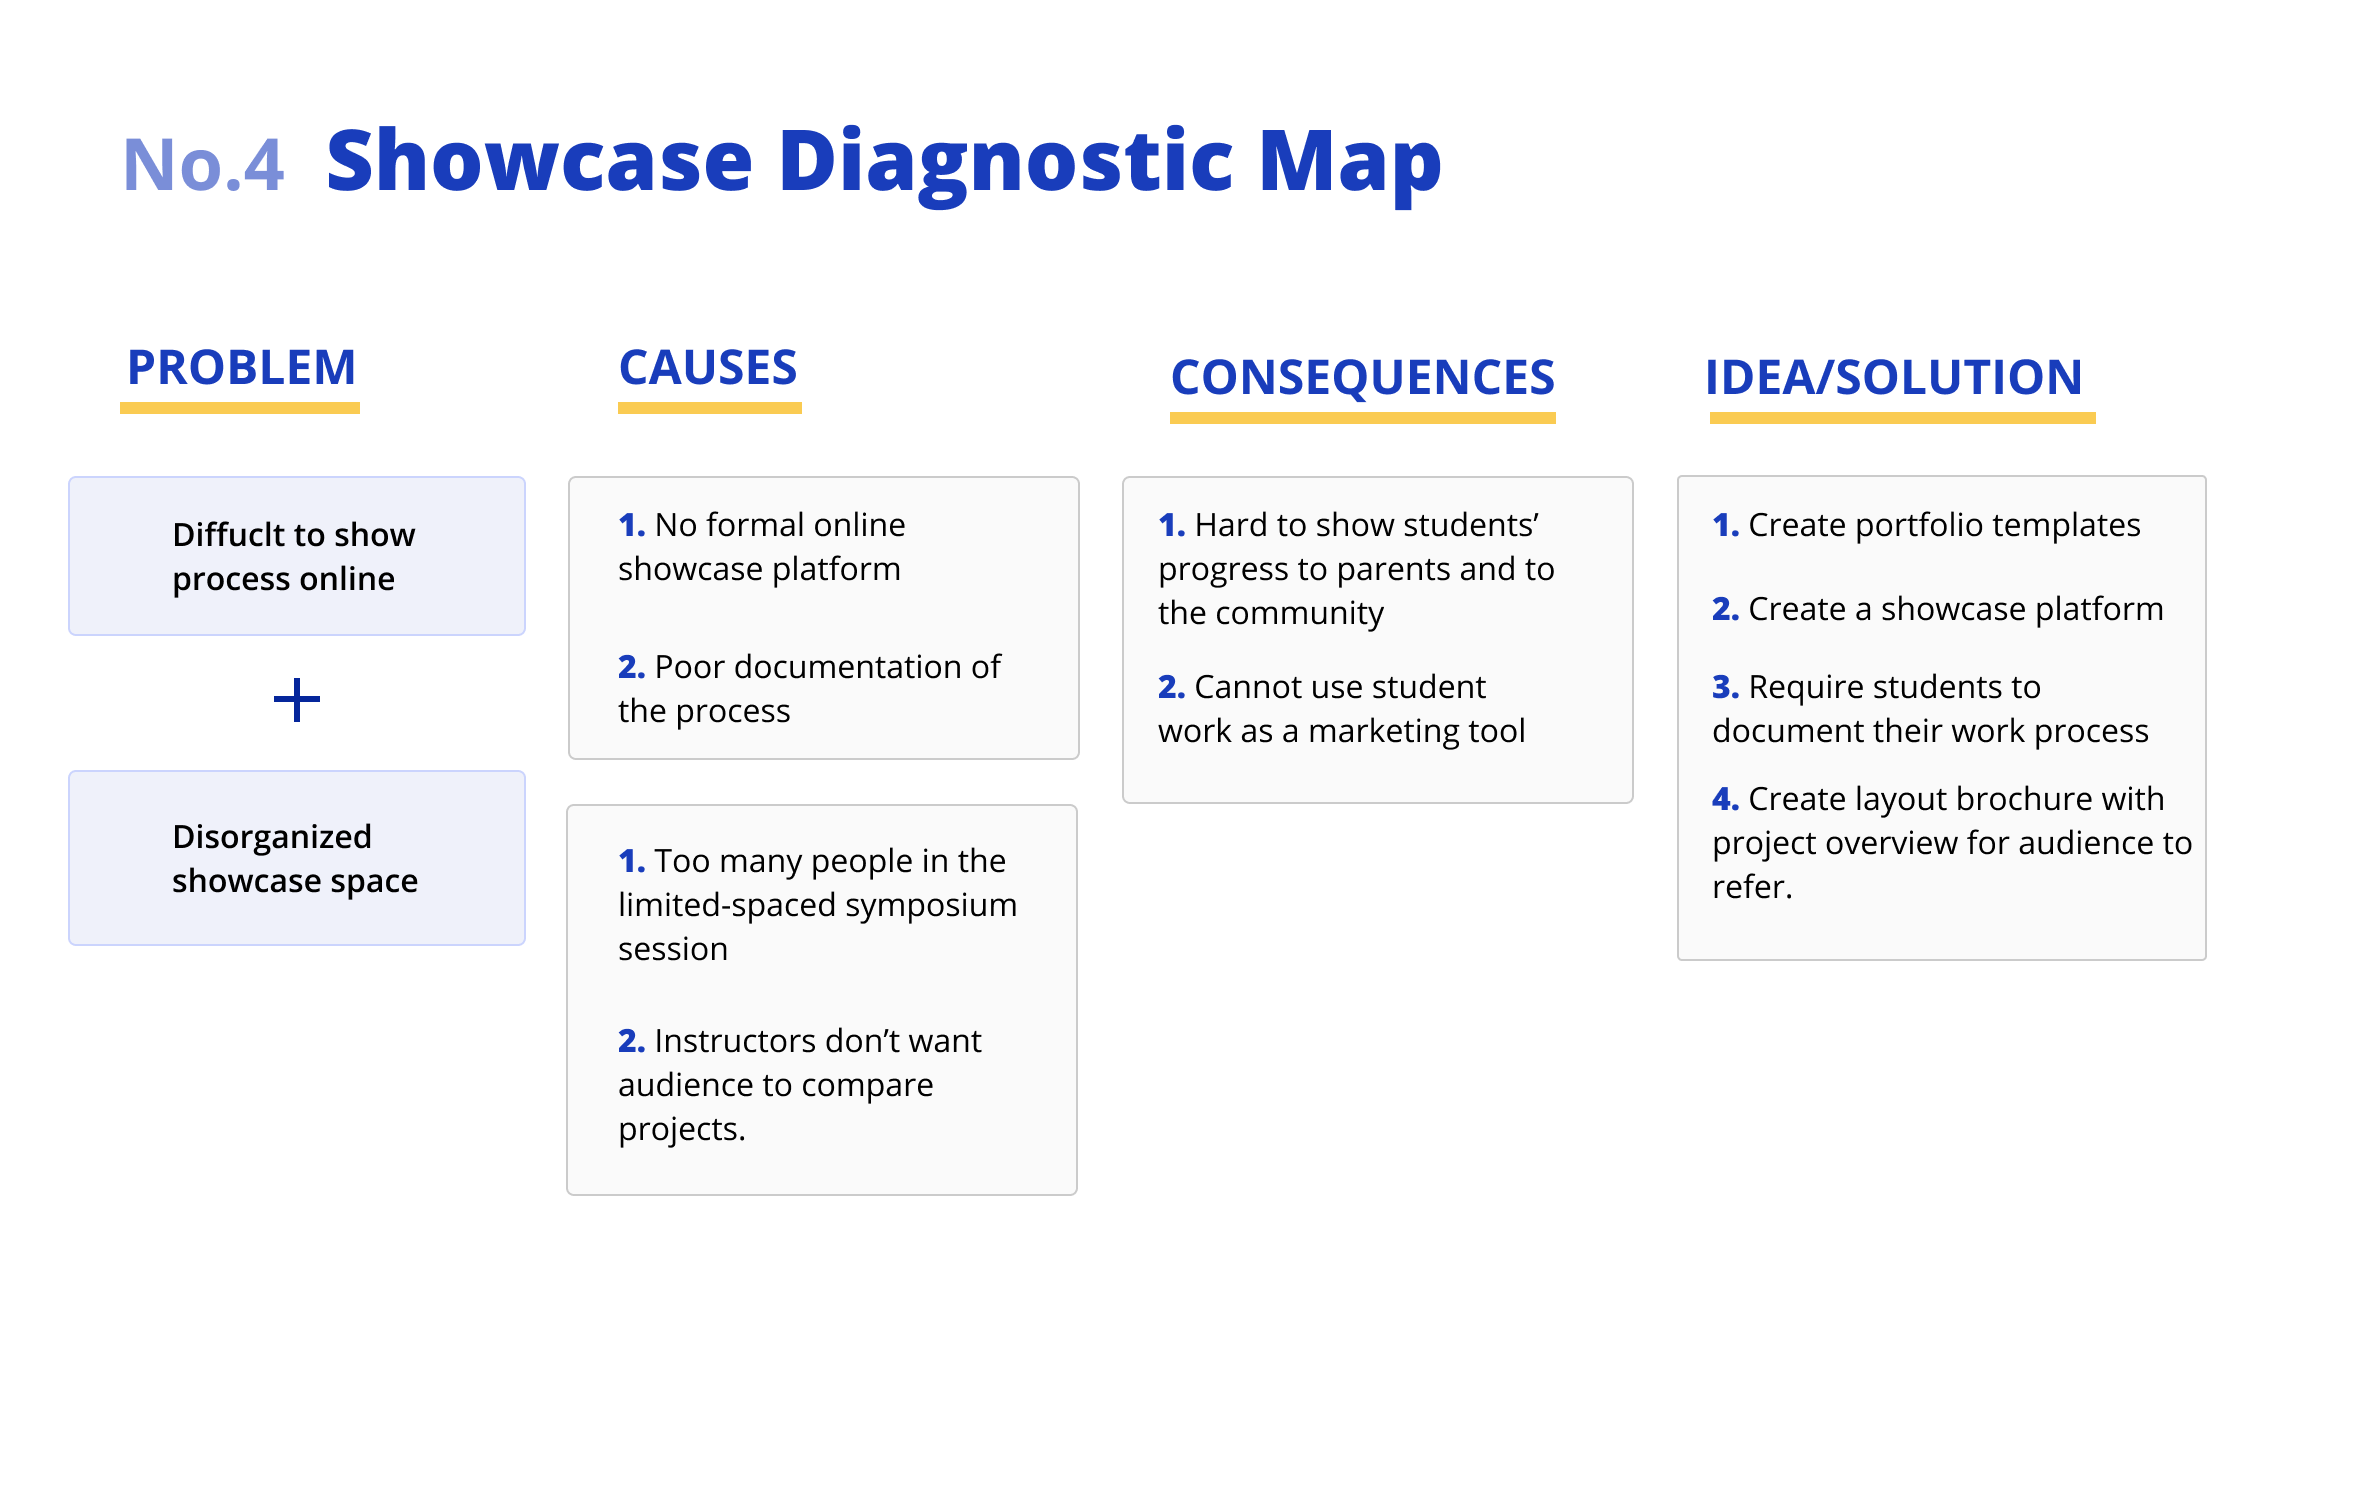 No.4 Showcase Diagnostic Map
PROBLEM
Diffuclt to show
process online
+
Disorganized
showcase space
CAUSES
1. No formal online
showcase platform
2. Poor documentation of
the process
1. Too many people in the
limited-spaced symposium
session
2. Instructors don’t want
audience to compare
projects.
CONSEQUENCES
1. Hard to show students’
progress to parents and to
the community
2. Cannot use student
work as a marketing tool
IDEA/SOLUTION
1. Create portfolio templates
2. Create a showcase platform
3. Require students to
document their work process
4. Create layout brochure with
project overview for audience to
refer.